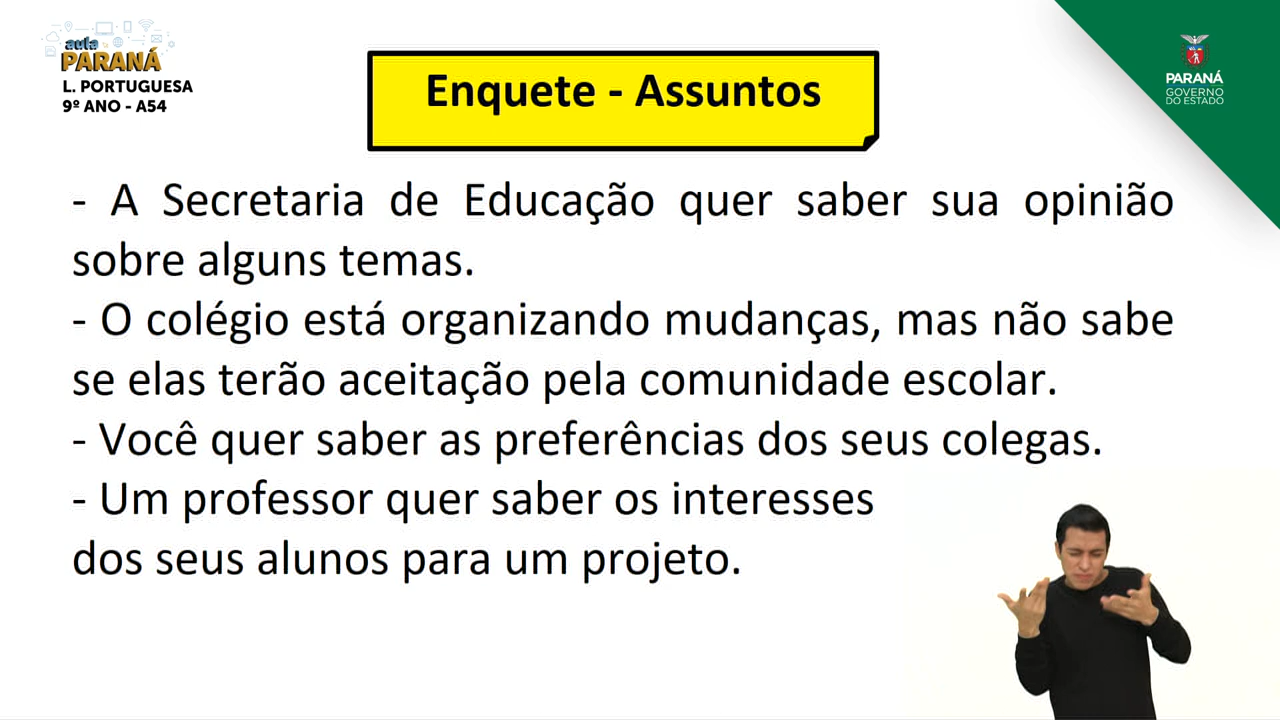 aula
PARANÁ
L. PORTUGUESA
9º ANO - A54
Enquete - Assuntos
PARANÁ
GOVERNO
DO ESTADO
- A Secretaria de Educação quer saber sua opinião
sobre alguns temas.
- O colégio está organizando mudanças, mas não sabe
se elas terão aceitação pela comunidade escolar.
- Você quer saber as preferências dos seus colegas.
- Um professor quer saber os interesses
dos seus alunos para um projeto.